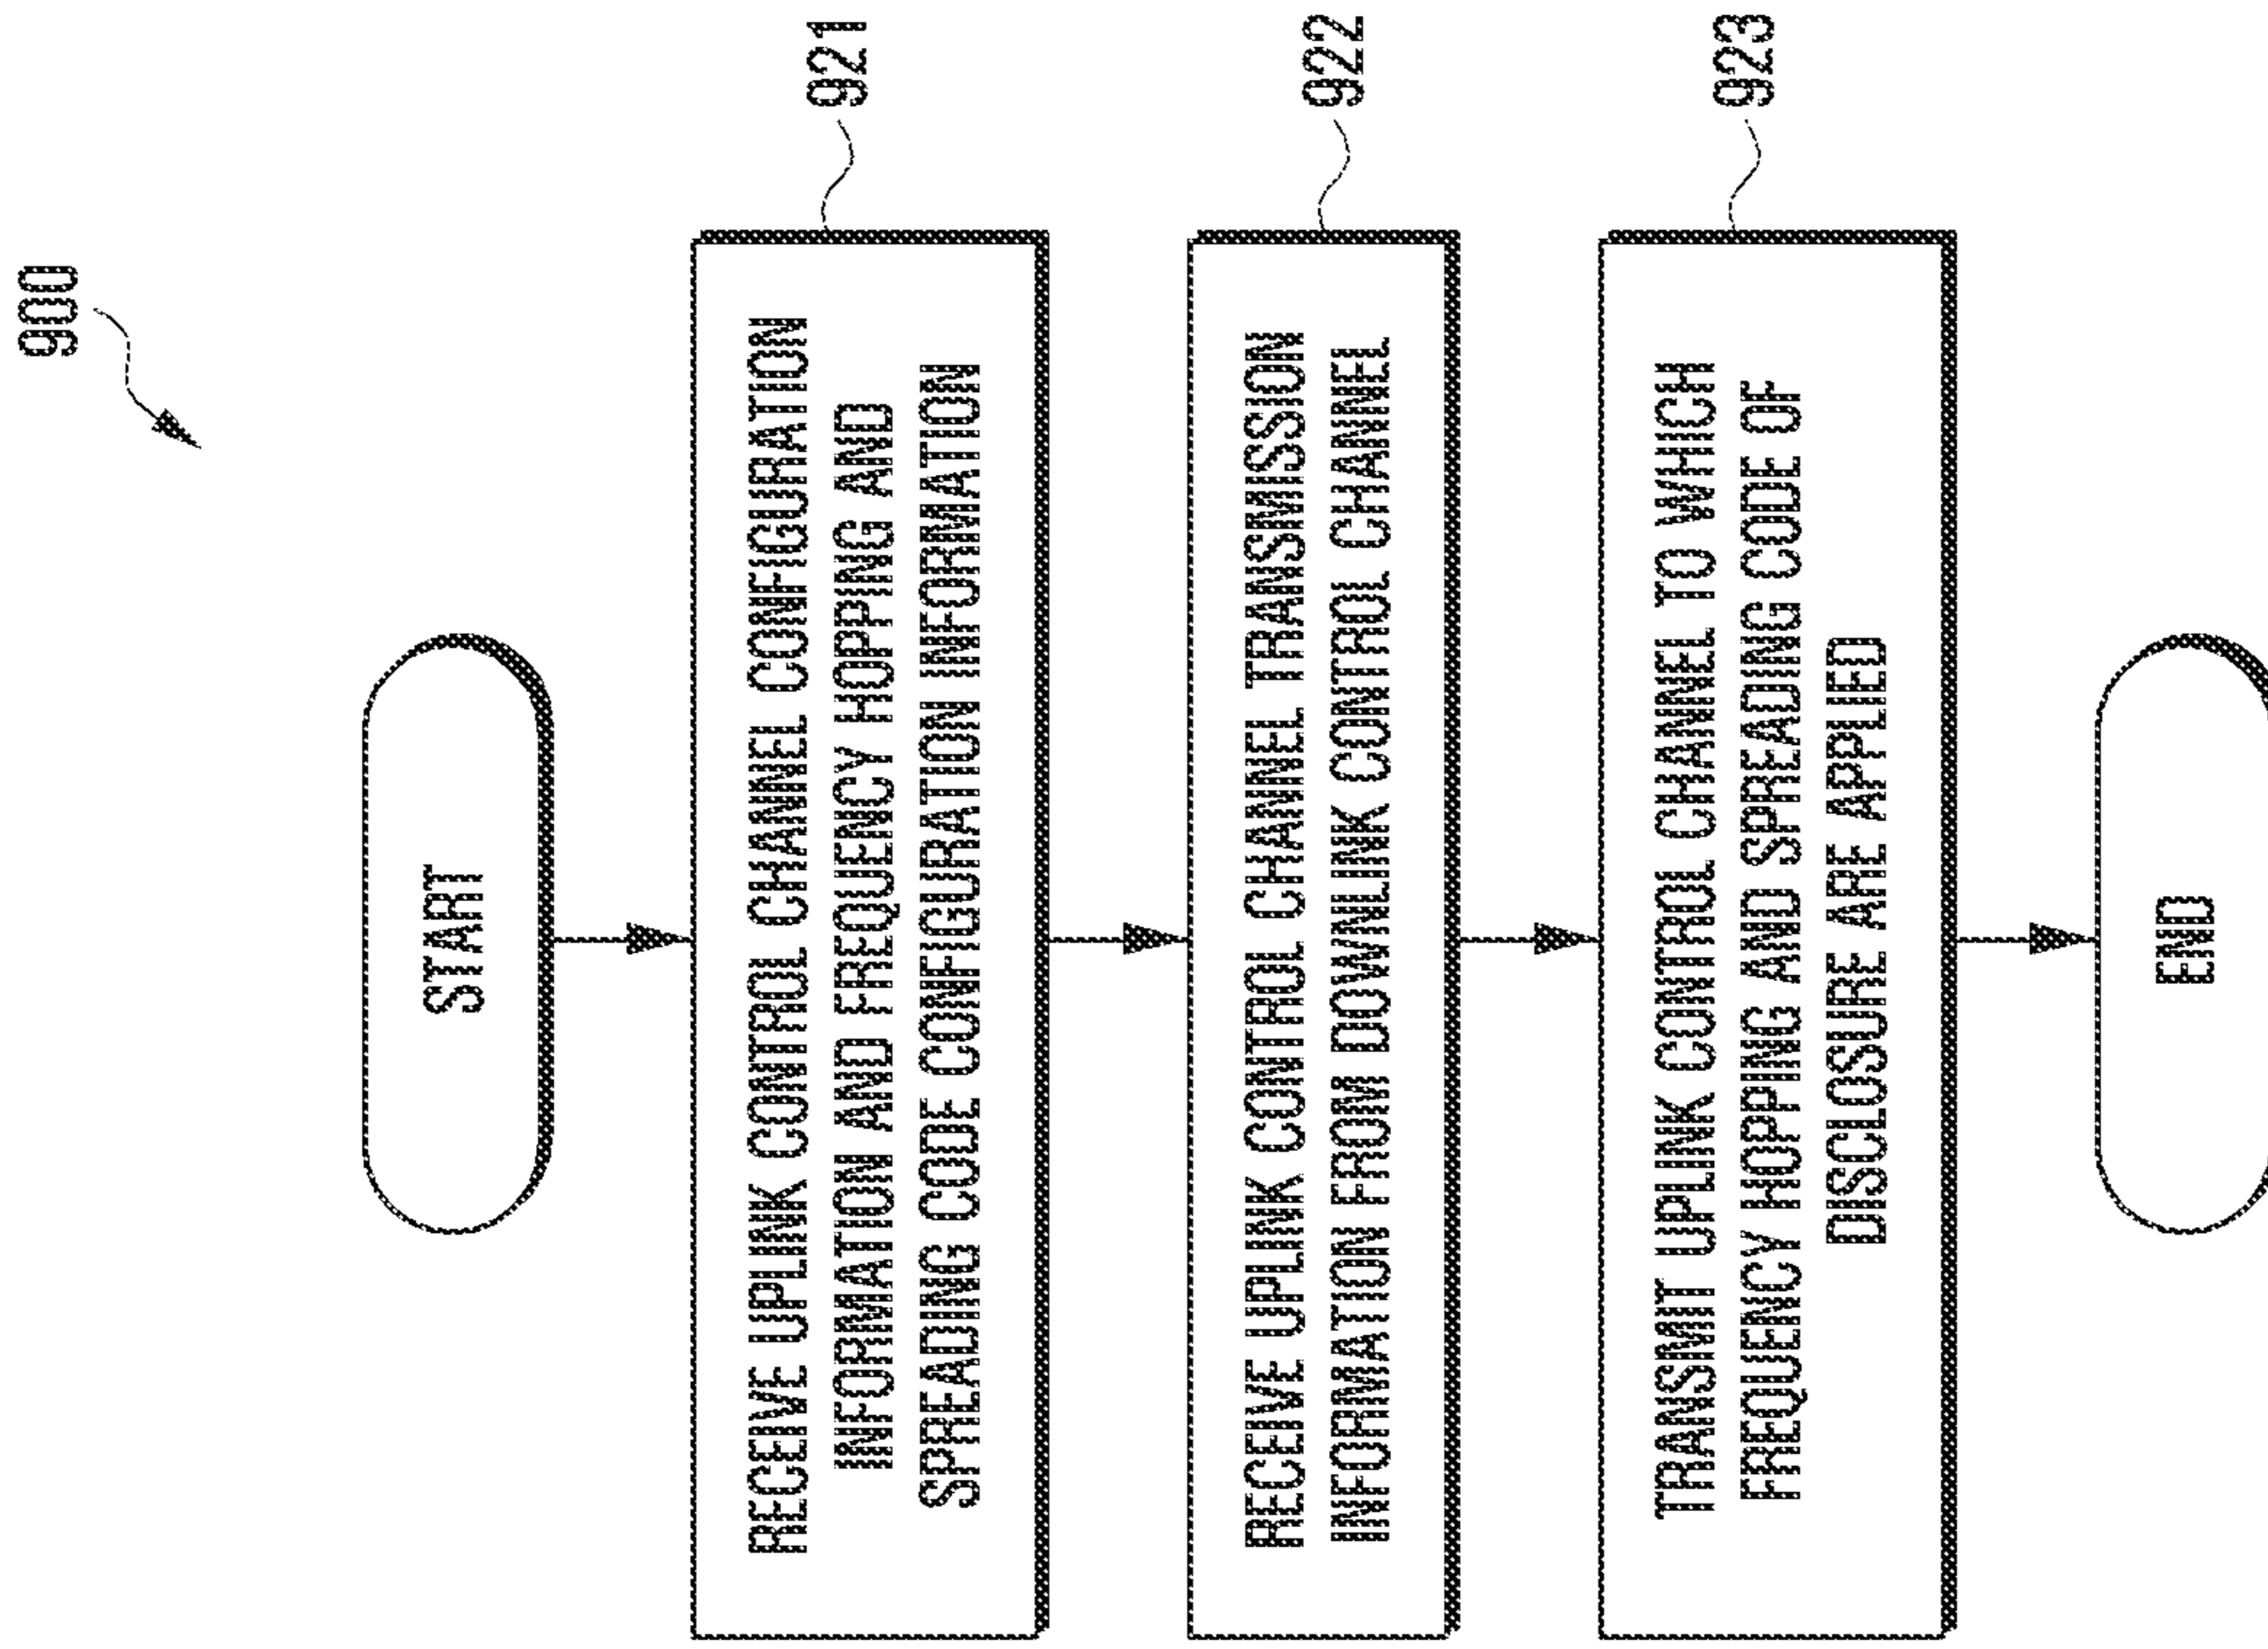 900
START
RECEIVE UPLINK CONTROL CHANNEL CONFIGURATION
INFORMATION AND FREQUENCY HOPPING AND
SPREADING CODE CONFIGURATION INFORMATION
921
RECEIVE UPLINK CONTROL CHANNEL TRANSMISSION
INFORMATION FROM DOWNLINK CONTROL CHANNEL
922
TRANSMIT UPLINK CONTROL CHANNEL TO WHICH
FREQUENCY HOPPING AND SPREADING CODE OF
DISCLOSURE ARE APPLIED
923
END